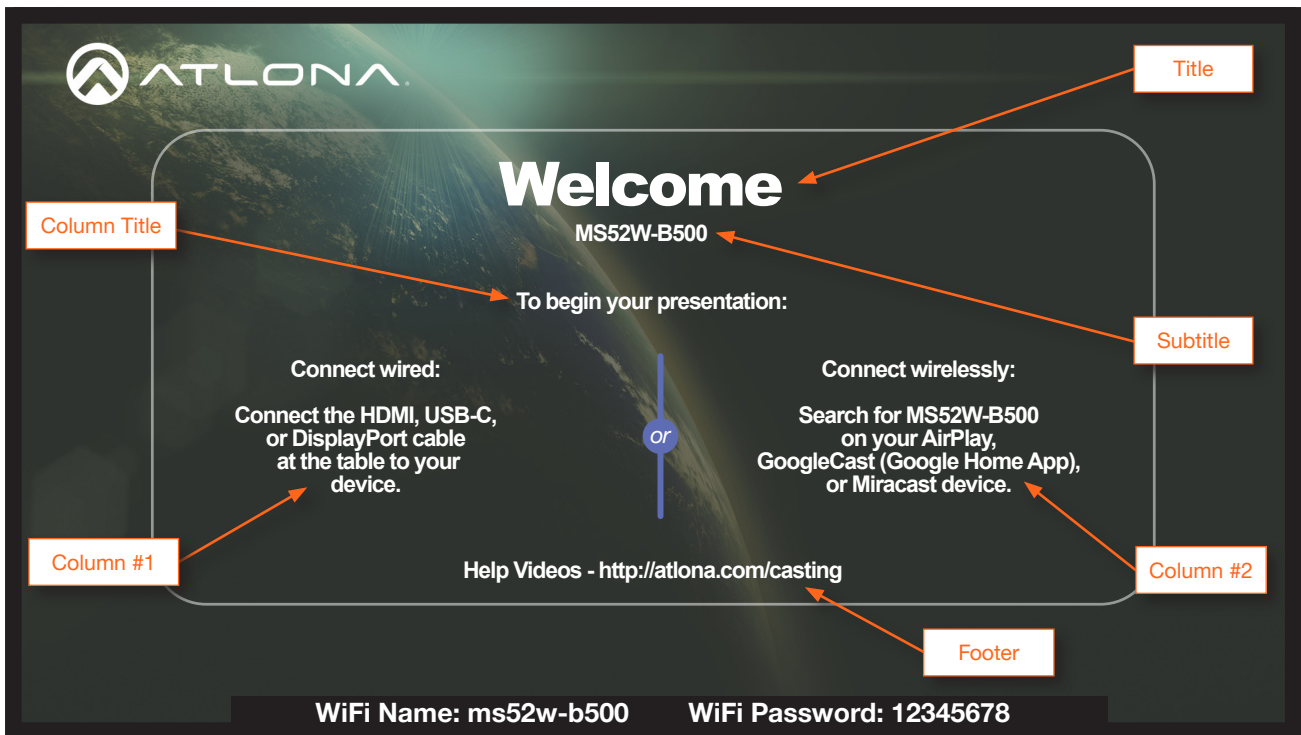 ATLONA.
Title
Welcome
Column Title
MS52W-B500
To begin your presentation:
Subtitle
Connect wired:
Connect the HDMI, USB-C,
or DisplayPort cable
at the table to your
device.
or
Connect wirelessly:
Search for MS52W-B500
on your AirPlay,
GoogleCast (Google Home App),
or Miracast device.
Column #1
Column #2
Help Videos - http://atlona.com/casting
Footer
WiFi Name: ms52w-b500 WiFi Password: 12345678